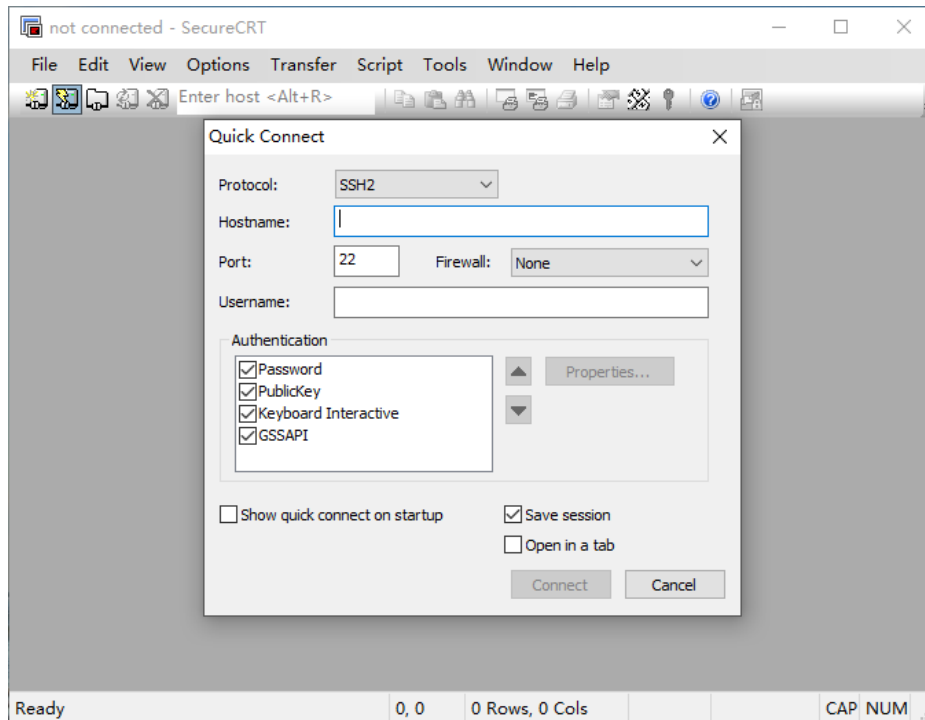 not connected - SecureCRT
File Edit View Options Transfer Script Tools Window Help
Enter host <Alt+R>
Quick Connect
Protocol: SSH2
Hostname:
Port: 22 Firewall: None
Username:
Authentication
Password
PublicKey
Properties...
Keyboard Interactive
GSSAPI
Show quick connect on startup
Save session
Open in a tab
Connect Cancel
Ready 0, 0 0 Rows, 0 Cols CAP NUM